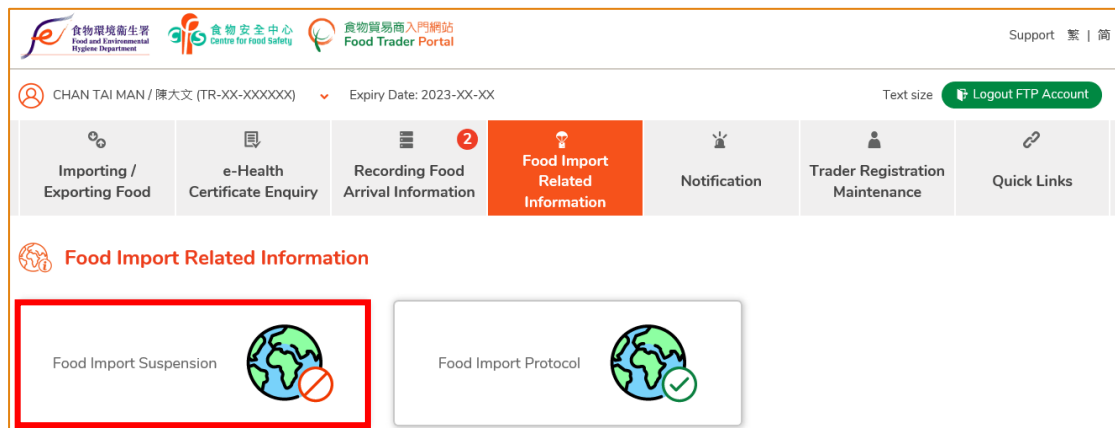 食物環境衞生署
Food and Environmental
Hygiene Department
食物安全中心
Centre for Food Safety
食物貿易商入門網站
Food Trader Portal
Support 繁 | 简
CHAN TAI MAN / 陳大文 (TR-XX-XXXXXX)
Expiry Date: 2023-XX-XX
Text size
Logout FTP Account
Importing /
Exporting Food
e-Health
Certificate Enquiry
2
Recording Food
Arrival Information
Food Import
Related
Information
Notification
Trader Registration
Maintenance
Quick Links
Food Import Related Information
Food Import Suspension
Food Import Protocol